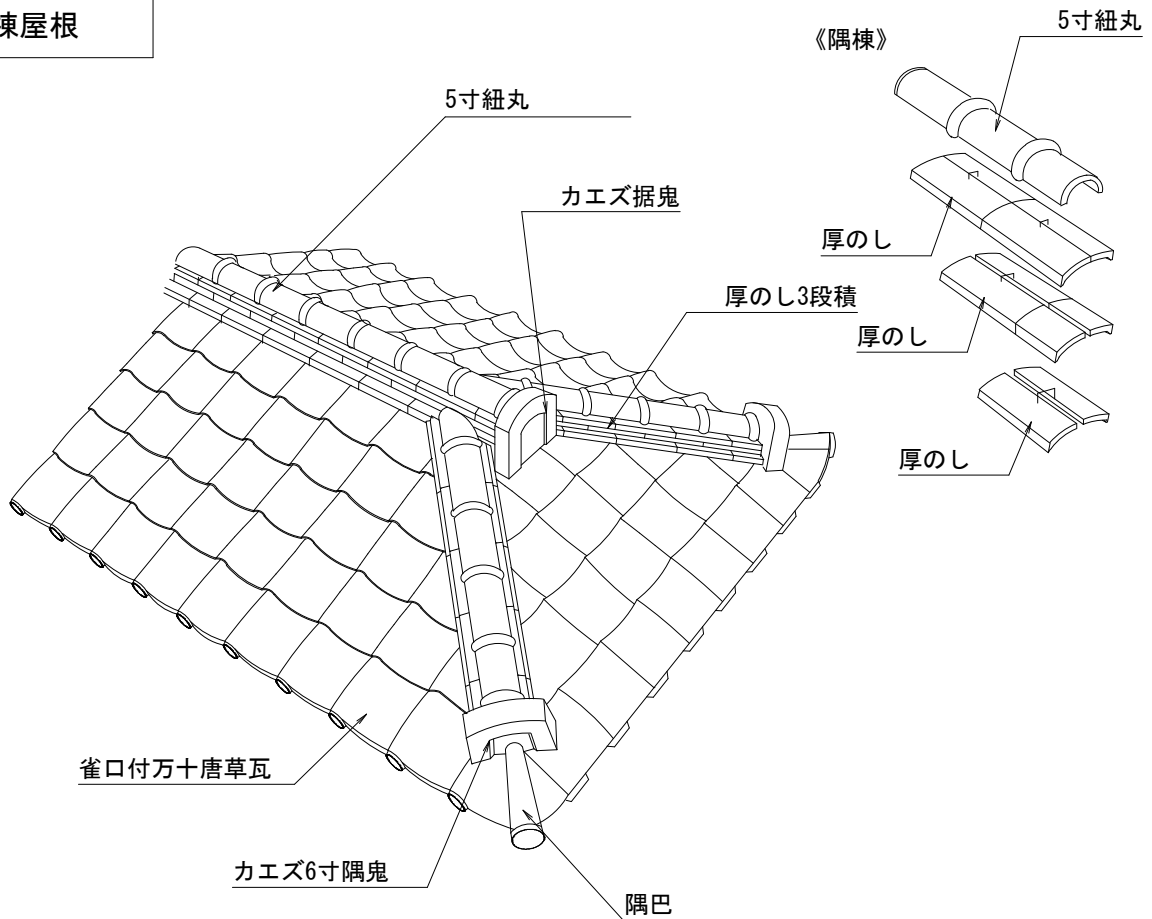 棟屋根
《隅棟》
5寸紐丸
5寸紐丸
カエズ据鬼
厚のし
厚のし3段積
厚のし
厚のし
雀口付万十唐草瓦
カエズ6寸隅鬼
隅巴